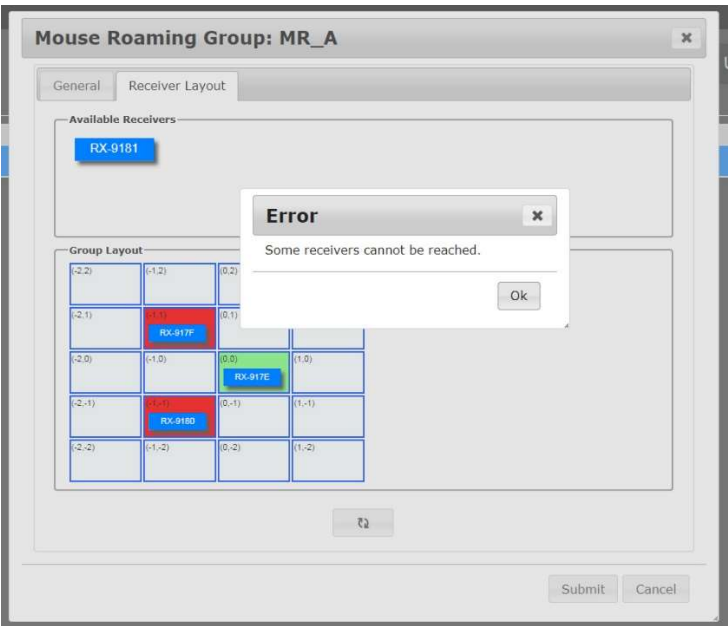 Mouse Roaming Group: MR_A
General Receiver Layout
Available Receivers
RX-9181
Error
Some receivers cannot be reached.
Ok
Group Layout
(-2,2) (-1,2) (0,2)
(-2,1) (-1,1) (0,1)
RX-917F
(-2,0) (-1,0) (0,0) (1,0)
RX-917E
(-2,-1) (-1,-1) (0,-1) (1,-1)
RX-918D
(-2,-2) (-1,-2) (0,-2) (1,-2)
Submit Cancel